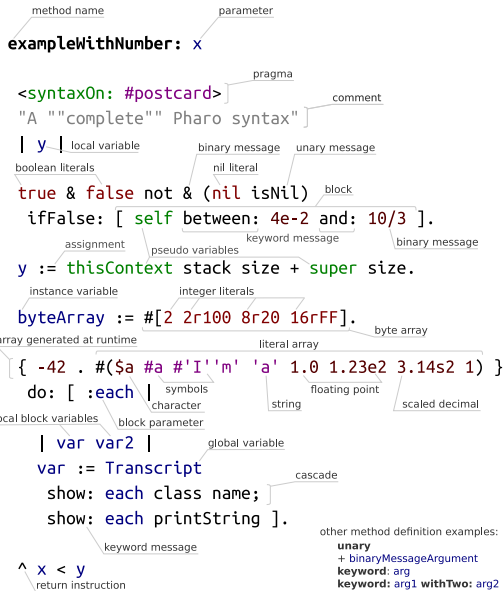 method name parameter
exampleWithNumber: x
pragma
<syntaxOn: #postcard>
comment
"A ""complete"" Pharo syntax"
| y | local variable
binary message unary message
boolean literals nil literal
true & false not & (nil isNil)
block
ifFalse: [ self between: 4e-2 and: 10/3 ].
keyword message
assignment pseudo variables binary message
y := thisContext stack size + super size.
instance variable integer literals
byteArray := #[2 2r100 8r20 16rFF].
byte array
array generated at runtime literal array
{ -42 . #($a #a #'I''m' 'a' 1.0 1.23e2 3.14s2 1) }
do: [ :each |
symbols floating point
character string scaled decimal
local block variables block parameter
| var var2 |
global variable
var := Transcript
cascade
show: each class name;
show: each printString ].
keyword message
other method definition examples:
unary
+ binaryMessageArgument
keyword: arg
keyword: arg1 withTwo: arg2
^ x < y
return instruction